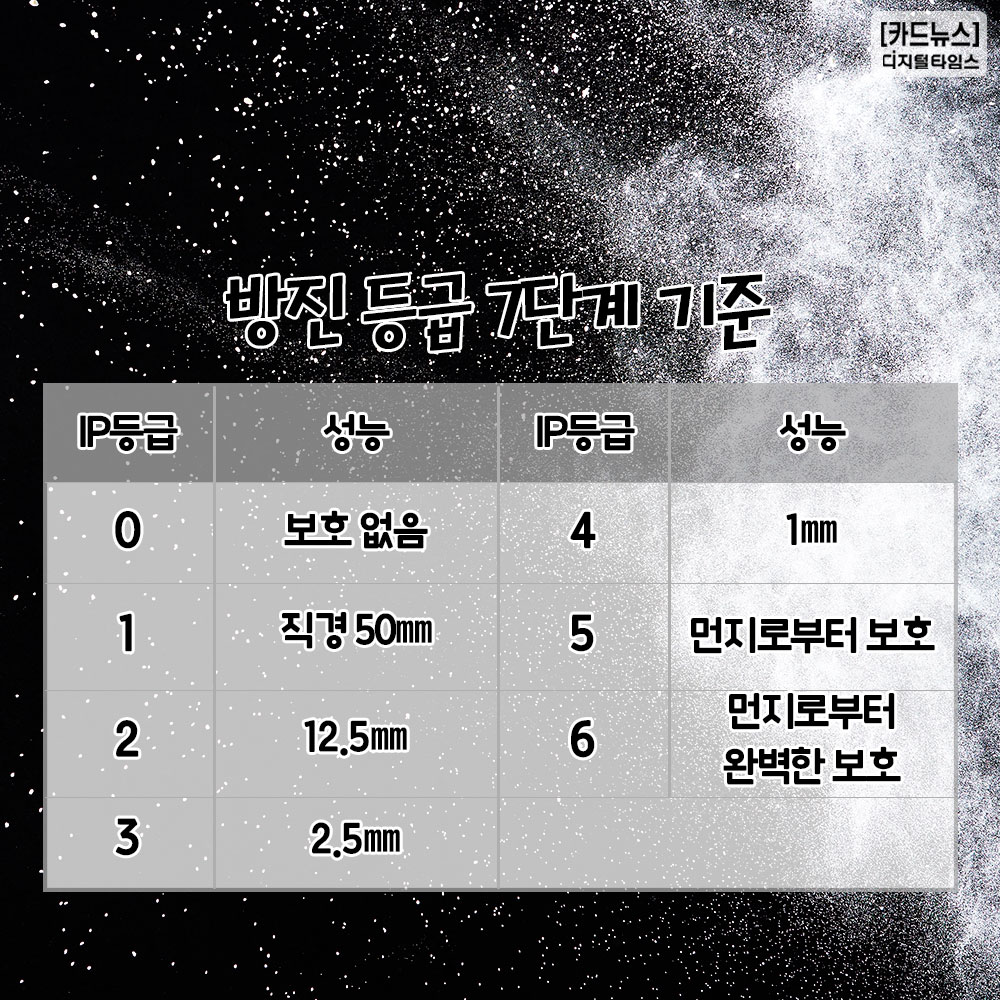 [카드뉴스]
디지털타임스
방진 등급 7단계 기준
IP등급 성능 IP등급 성능
0 보호 없음 4 1㎜
1 직경 50㎜ 5 먼지로부터 보호
2 12.5㎜ 6 먼지로부터
완벽한 보호
3 2.5㎜